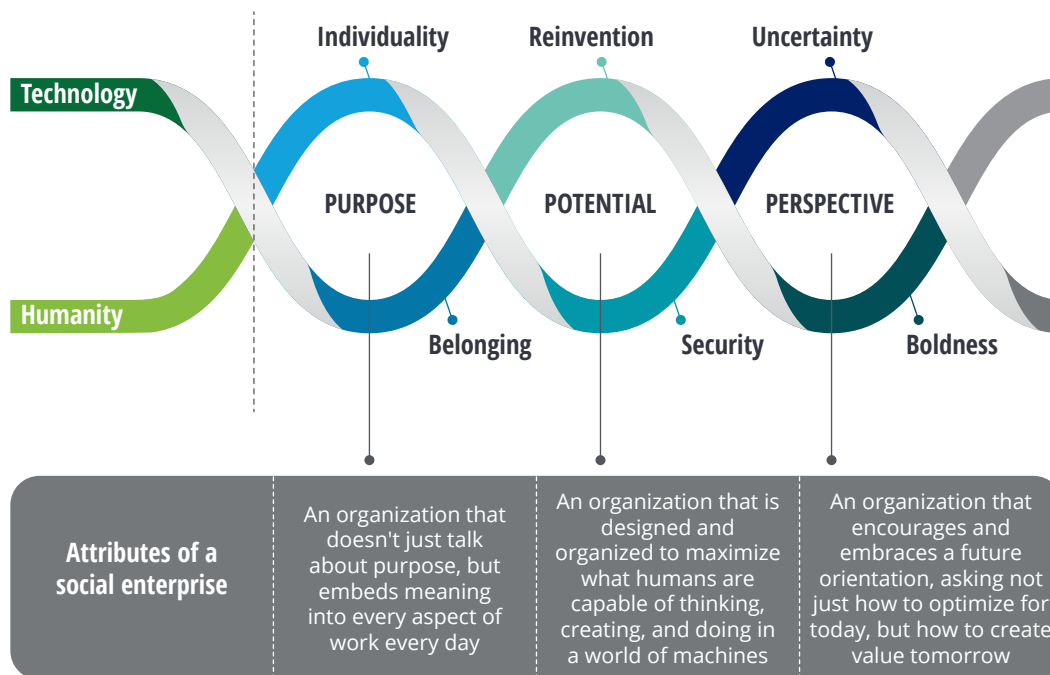 Individuality
Reinvention
Uncertainty
Technology
PURPOSE
POTENTIAL
PERSPECTIVE
Humanity
Belonging
Security
Boldness
Attributes of a
social enterprise
An organization that
doesn't just talk
about purpose, but
embeds meaning
into every aspect of
work every day
An organization that is
designed and
organized to maximize
what humans are
capable of thinking,
creating, and doing in
a world of machines
An organization that
encourages and
embraces a future
orientation, asking not
just how to optimize for
today, but how to create
value tomorrow